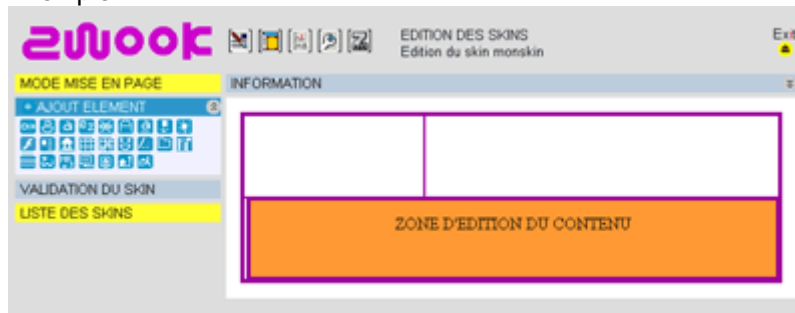 zwook
EDITION DES SKINS
Edition du skin monskin
Exit
MODE MISE EN PAGE
INFORMATION
+ AJOUT ELEMENT
VALIDATION DU SKIN
LISTE DES SKINS
ZONE D'EDITION DU CONTENU